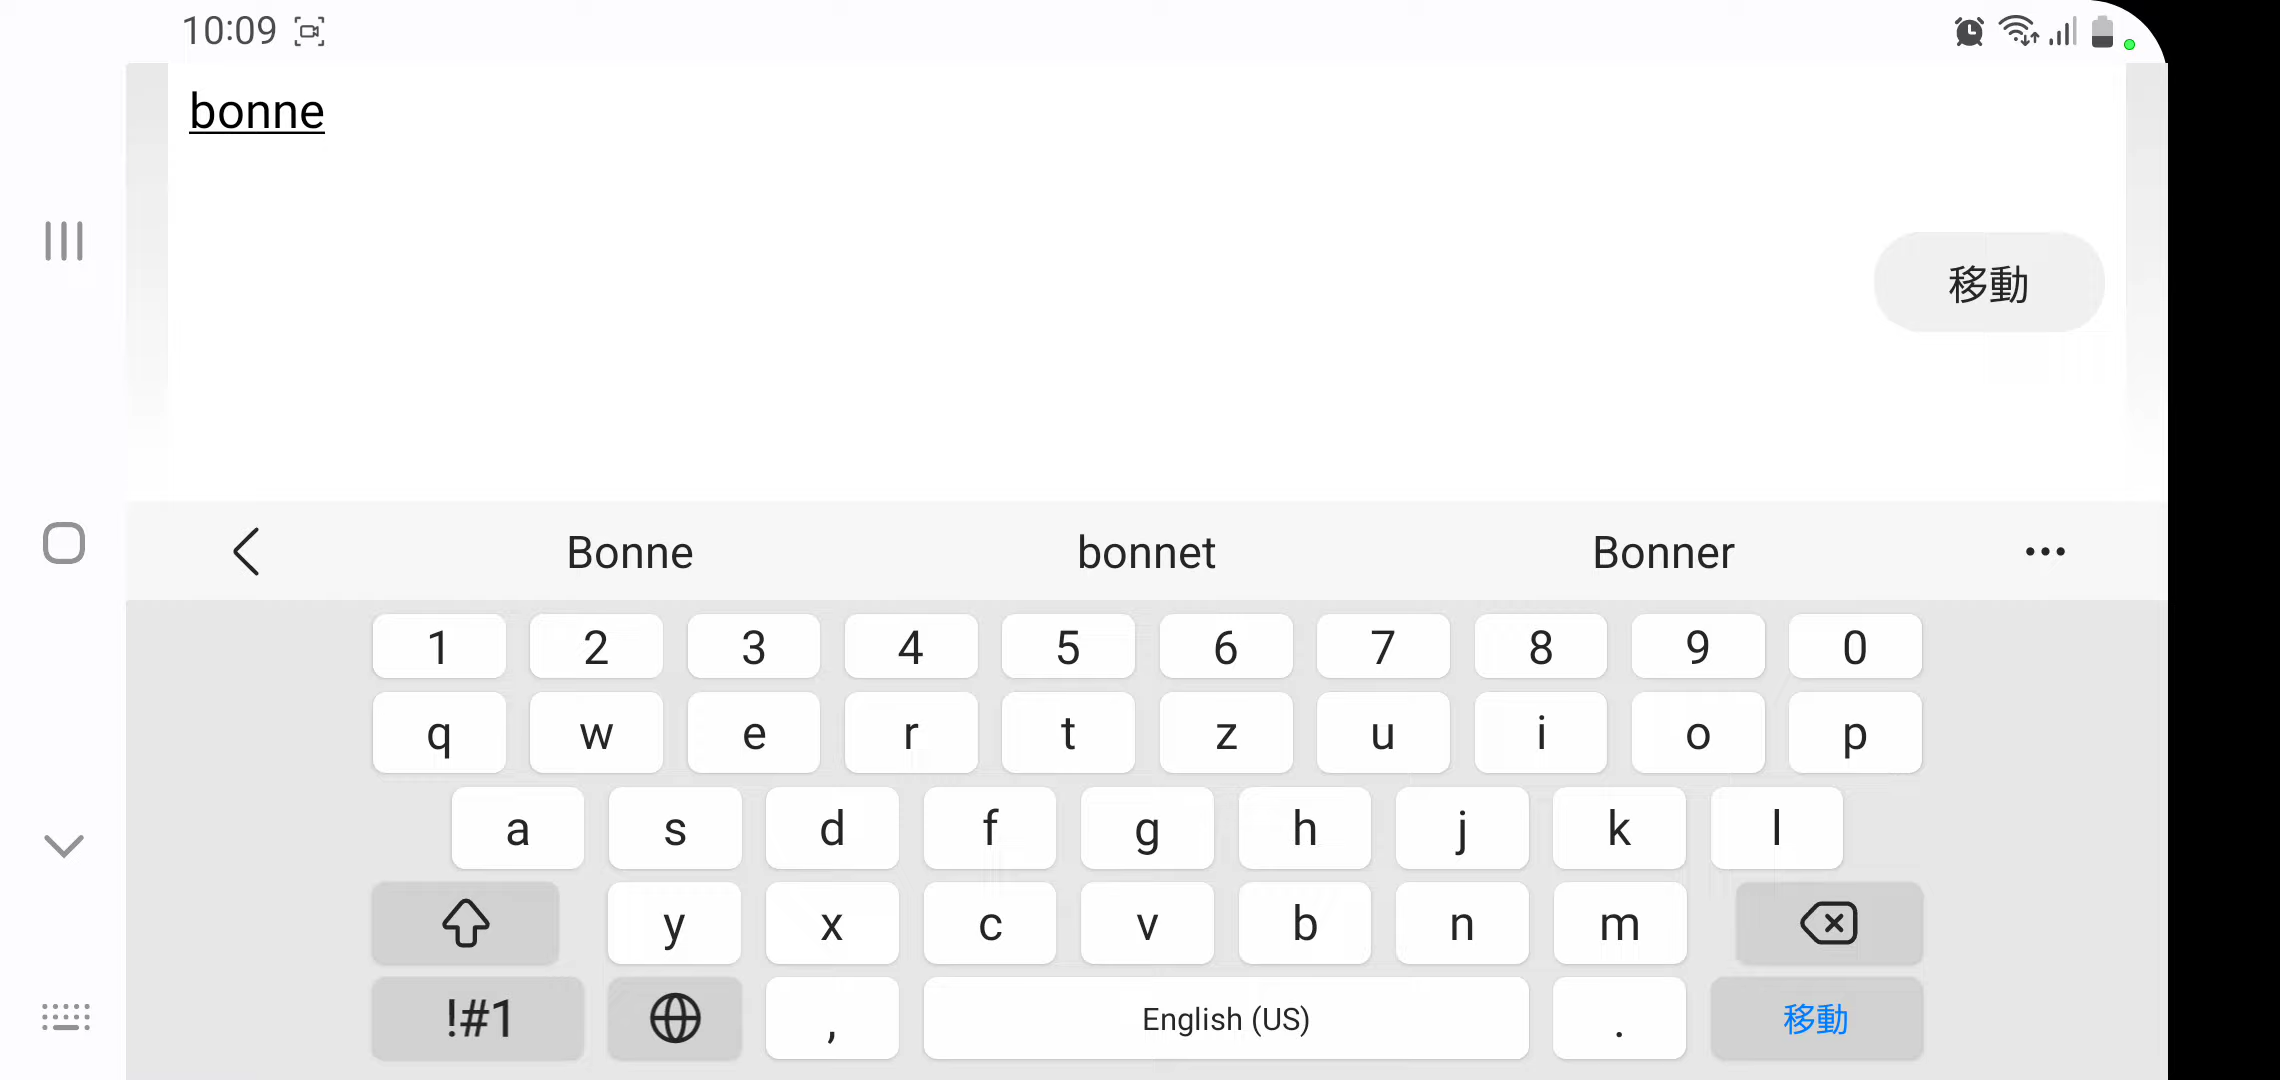 10:09
bonne
移動
Bonne bonnet Bonner
1 2 3 4 5 6 7 8 9 0
q w e r t z u i o p
a s d f g h j k l
y x c v b n m
!#1 , English (US) . 移動